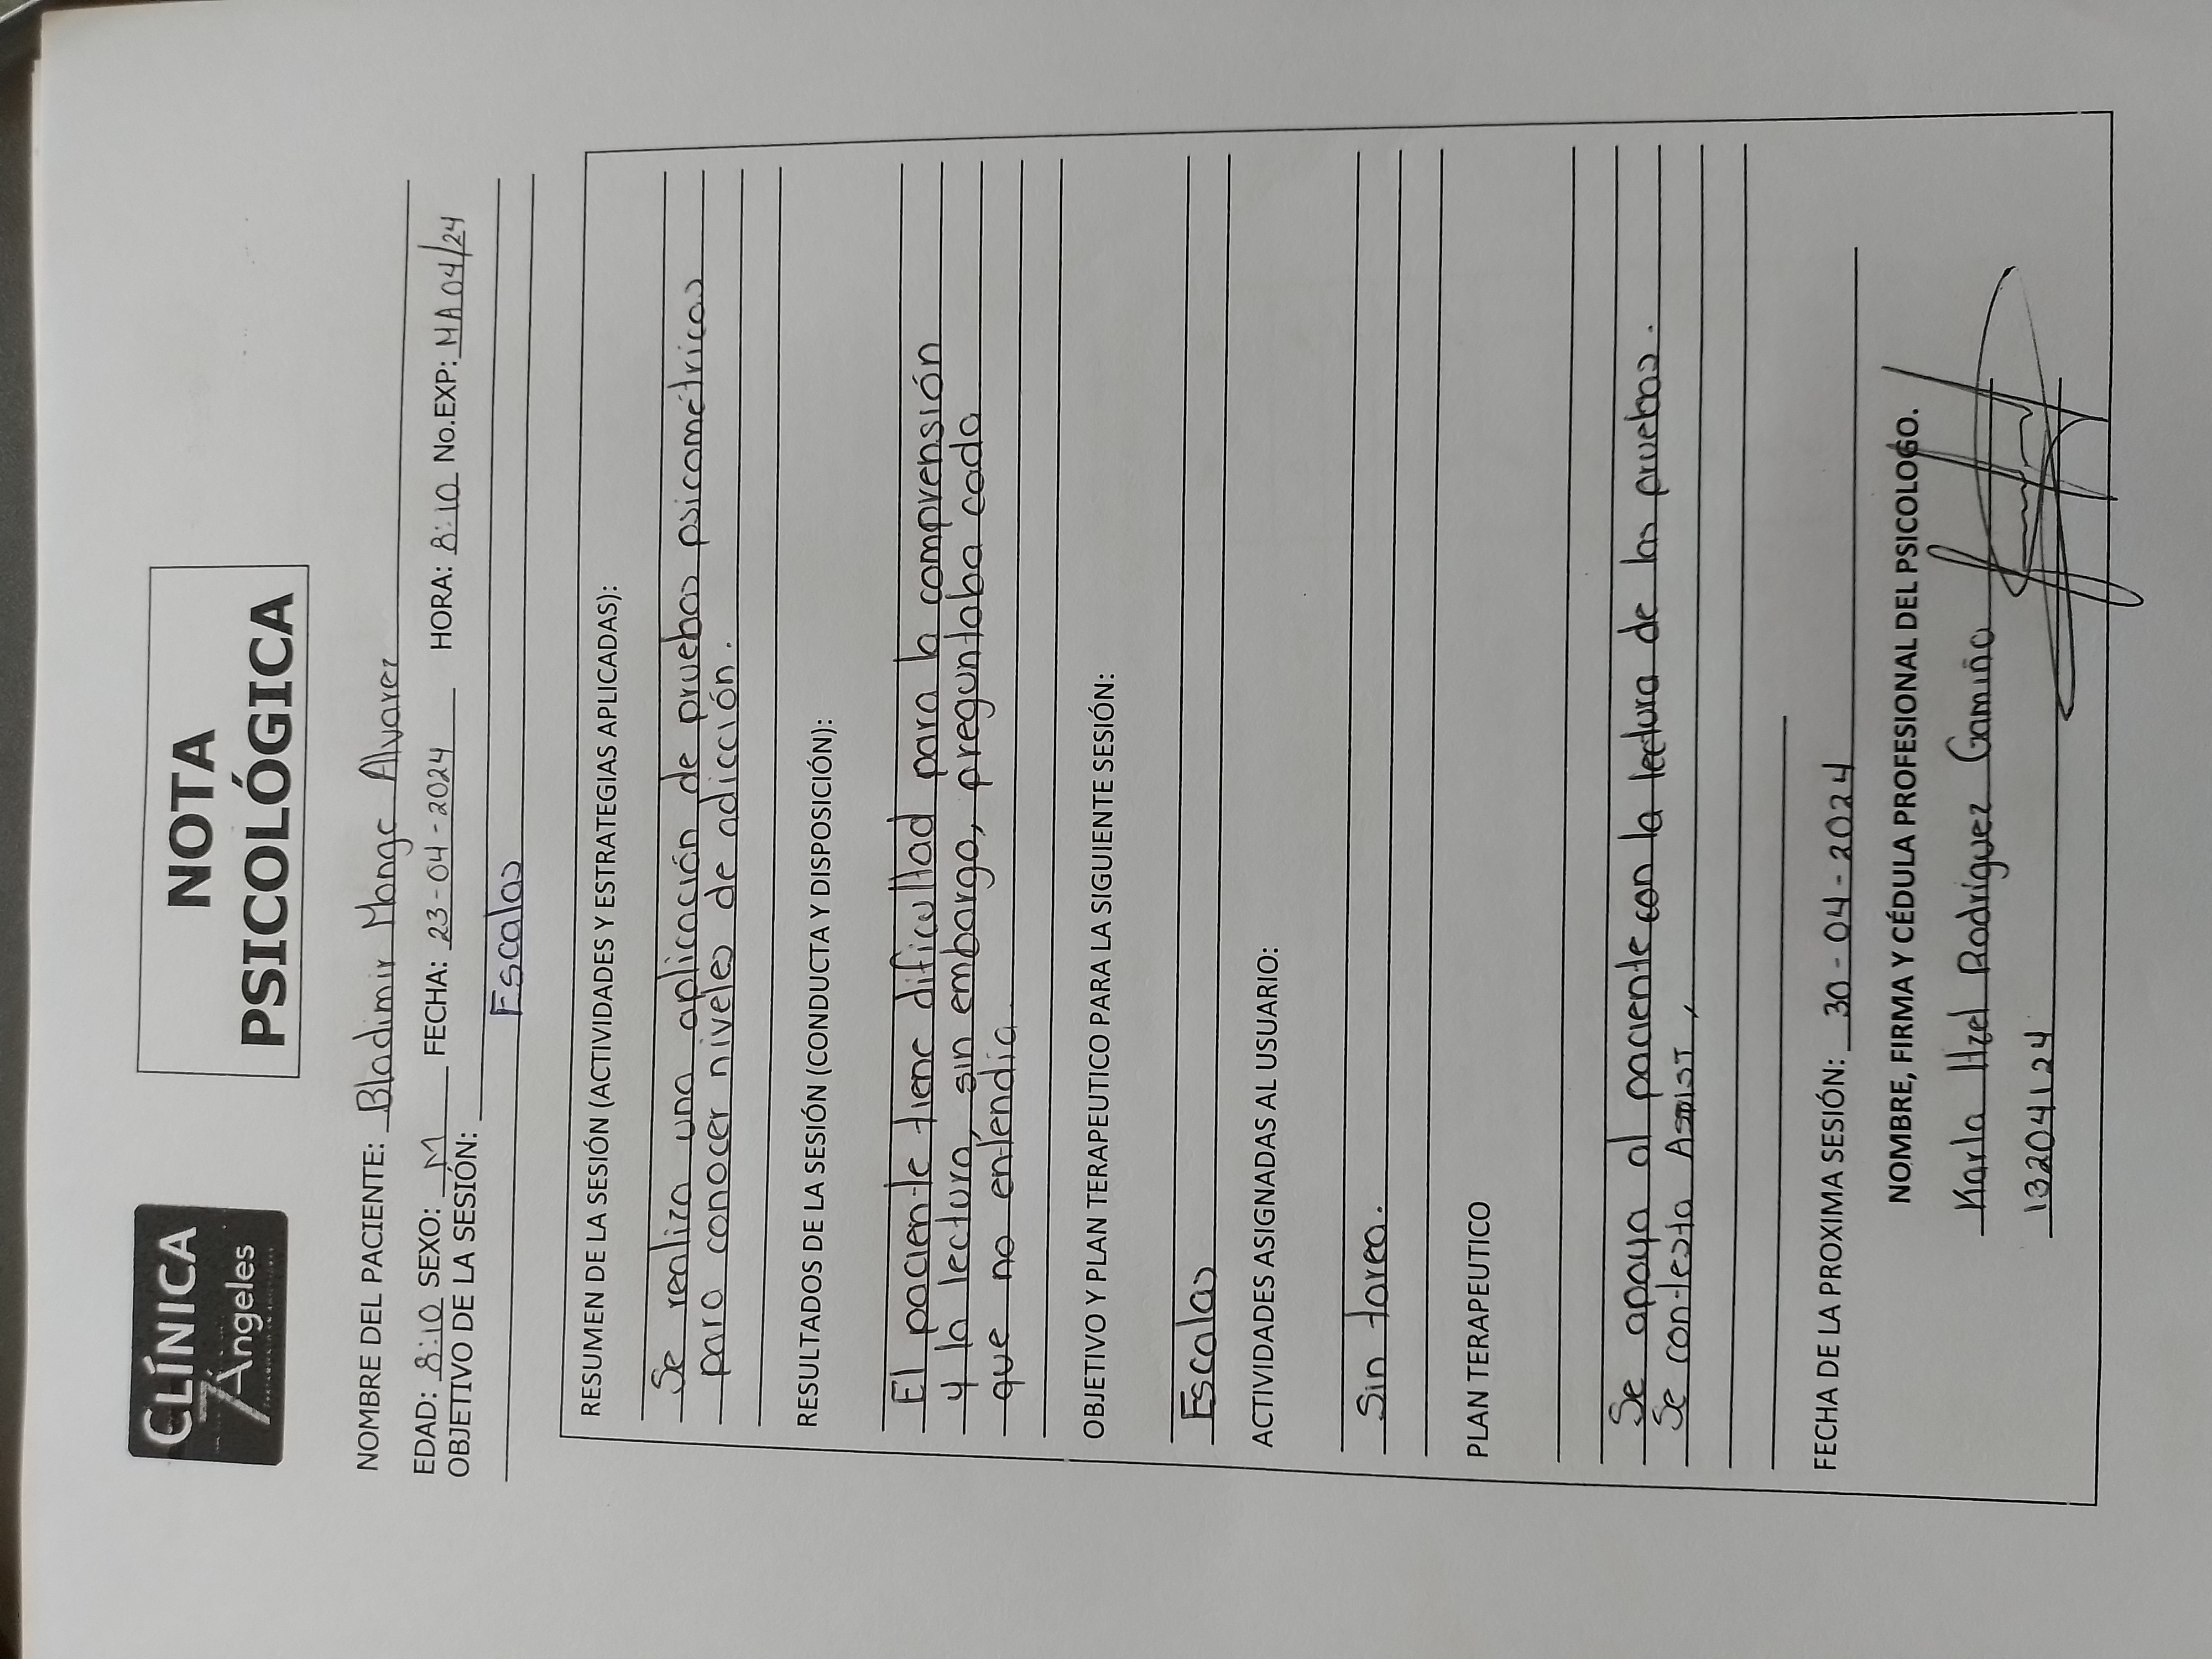 CLÍNICA
7 Ángeles
NOTA
PSICOLÓGICA
NOMBRE DEL PACIENTE: Bladimir Monge Alvarez
EDAD: 8:10 SEXO: M FECHA: 23-04-2024 HORA: 8:10 No.EXP: MA04/24
OBJETIVO DE LA SESIÓN:
Escalas
RESUMEN DE LA SESIÓN (ACTIVIDADES Y ESTRATEGIAS APLICADAS):
Se realiza una aplicación de pruebas psicométricas
para conocer niveles de adicción.
RESULTADOS DE LA SESIÓN (CONDUCTA Y DISPOSICIÓN):
El paciente tiene dificultad para la comprensión
y la lectura, sin embargo, preguntaba cada
que no entendia
OBJETIVO Y PLAN TERAPEUTICO PARA LA SIGUIENTE SESIÓN:
Escalas
ACTIVIDADES ASIGNADAS AL USUARIO:
Sin tarea.
PLAN TERAPEUTICO
Se apoya al paciente con la lectura de las pruebas.
Se contesta Assist,
FECHA DE LA PROXIMA SESIÓN: 30-04-2024
NOMBRE, FIRMA Y CÉDULA PROFESIONAL DEL PSICOLOGO.
Karla Itzel Rodríguez Gamiño
13204124